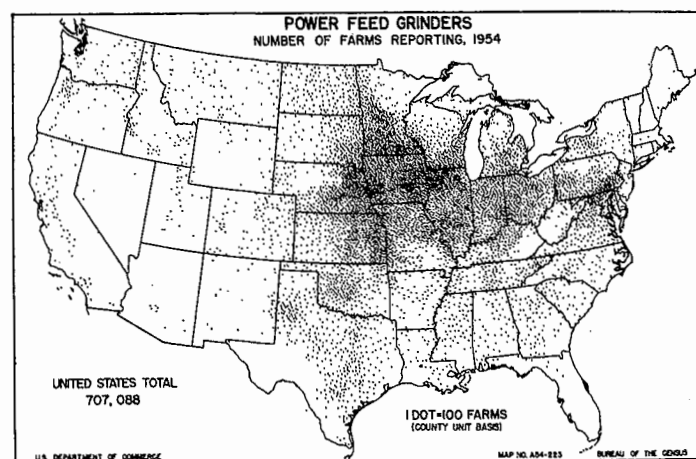 POWER FEED GRINDERS
NUMBER OF FARMS REPORTING, 1954
UNITED STATES TOTAL
707,088
1 DOT=100 FARMS
(COUNTY UNIT BASIS)
U.S. DEPARTMENT OF COMMERCE
MAP NO. A54-223
BUREAU OF THE CENSUS